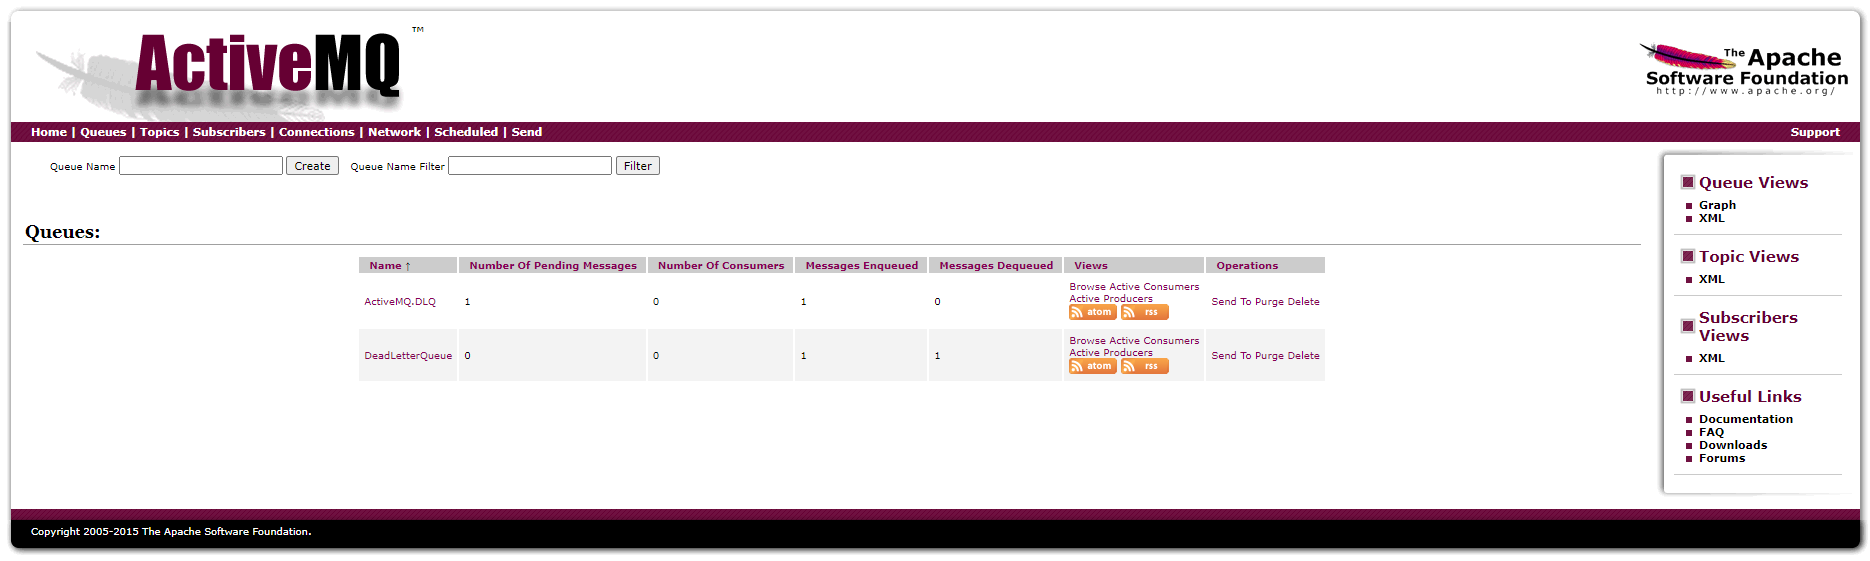 ActiveMQ ™
The Apache
Software Foundation
http://www.apache.org/
Home | Queues | Topics | Subscribers | Connections | Network | Scheduled | Send
Support
Queue Name Create Queue Name Filter Filter
Queues:
Name ↑ Number Of Pending Messages Number Of Consumers Messages Enqueued Messages Dequeued Views Operations
ActiveMQ.DLQ 1 0 1 0 Browse Active Consumers
Active Producers
atom rss
Send To Purge Delete
DeadLetterQueue 0 0 1 1 Browse Active Consumers
Active Producers
atom rss
Send To Purge Delete
Queue Views
Graph
XML
Topic Views
XML
Subscribers
Views
XML
Useful Links
Documentation
FAQ
Downloads
Forums
Copyright 2005-2015 The Apache Software Foundation.